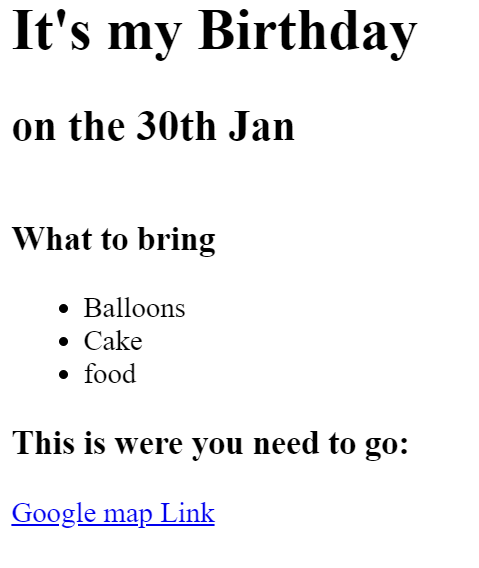 It's my Birthday
on the 30th Jan
What to bring
Balloons
Cake
food
This is were you need to go:
Google map Link